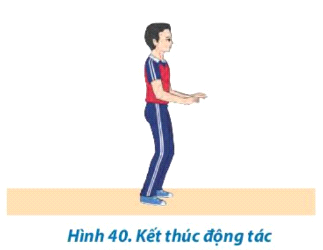 Hình 40. Kết thúc động tác